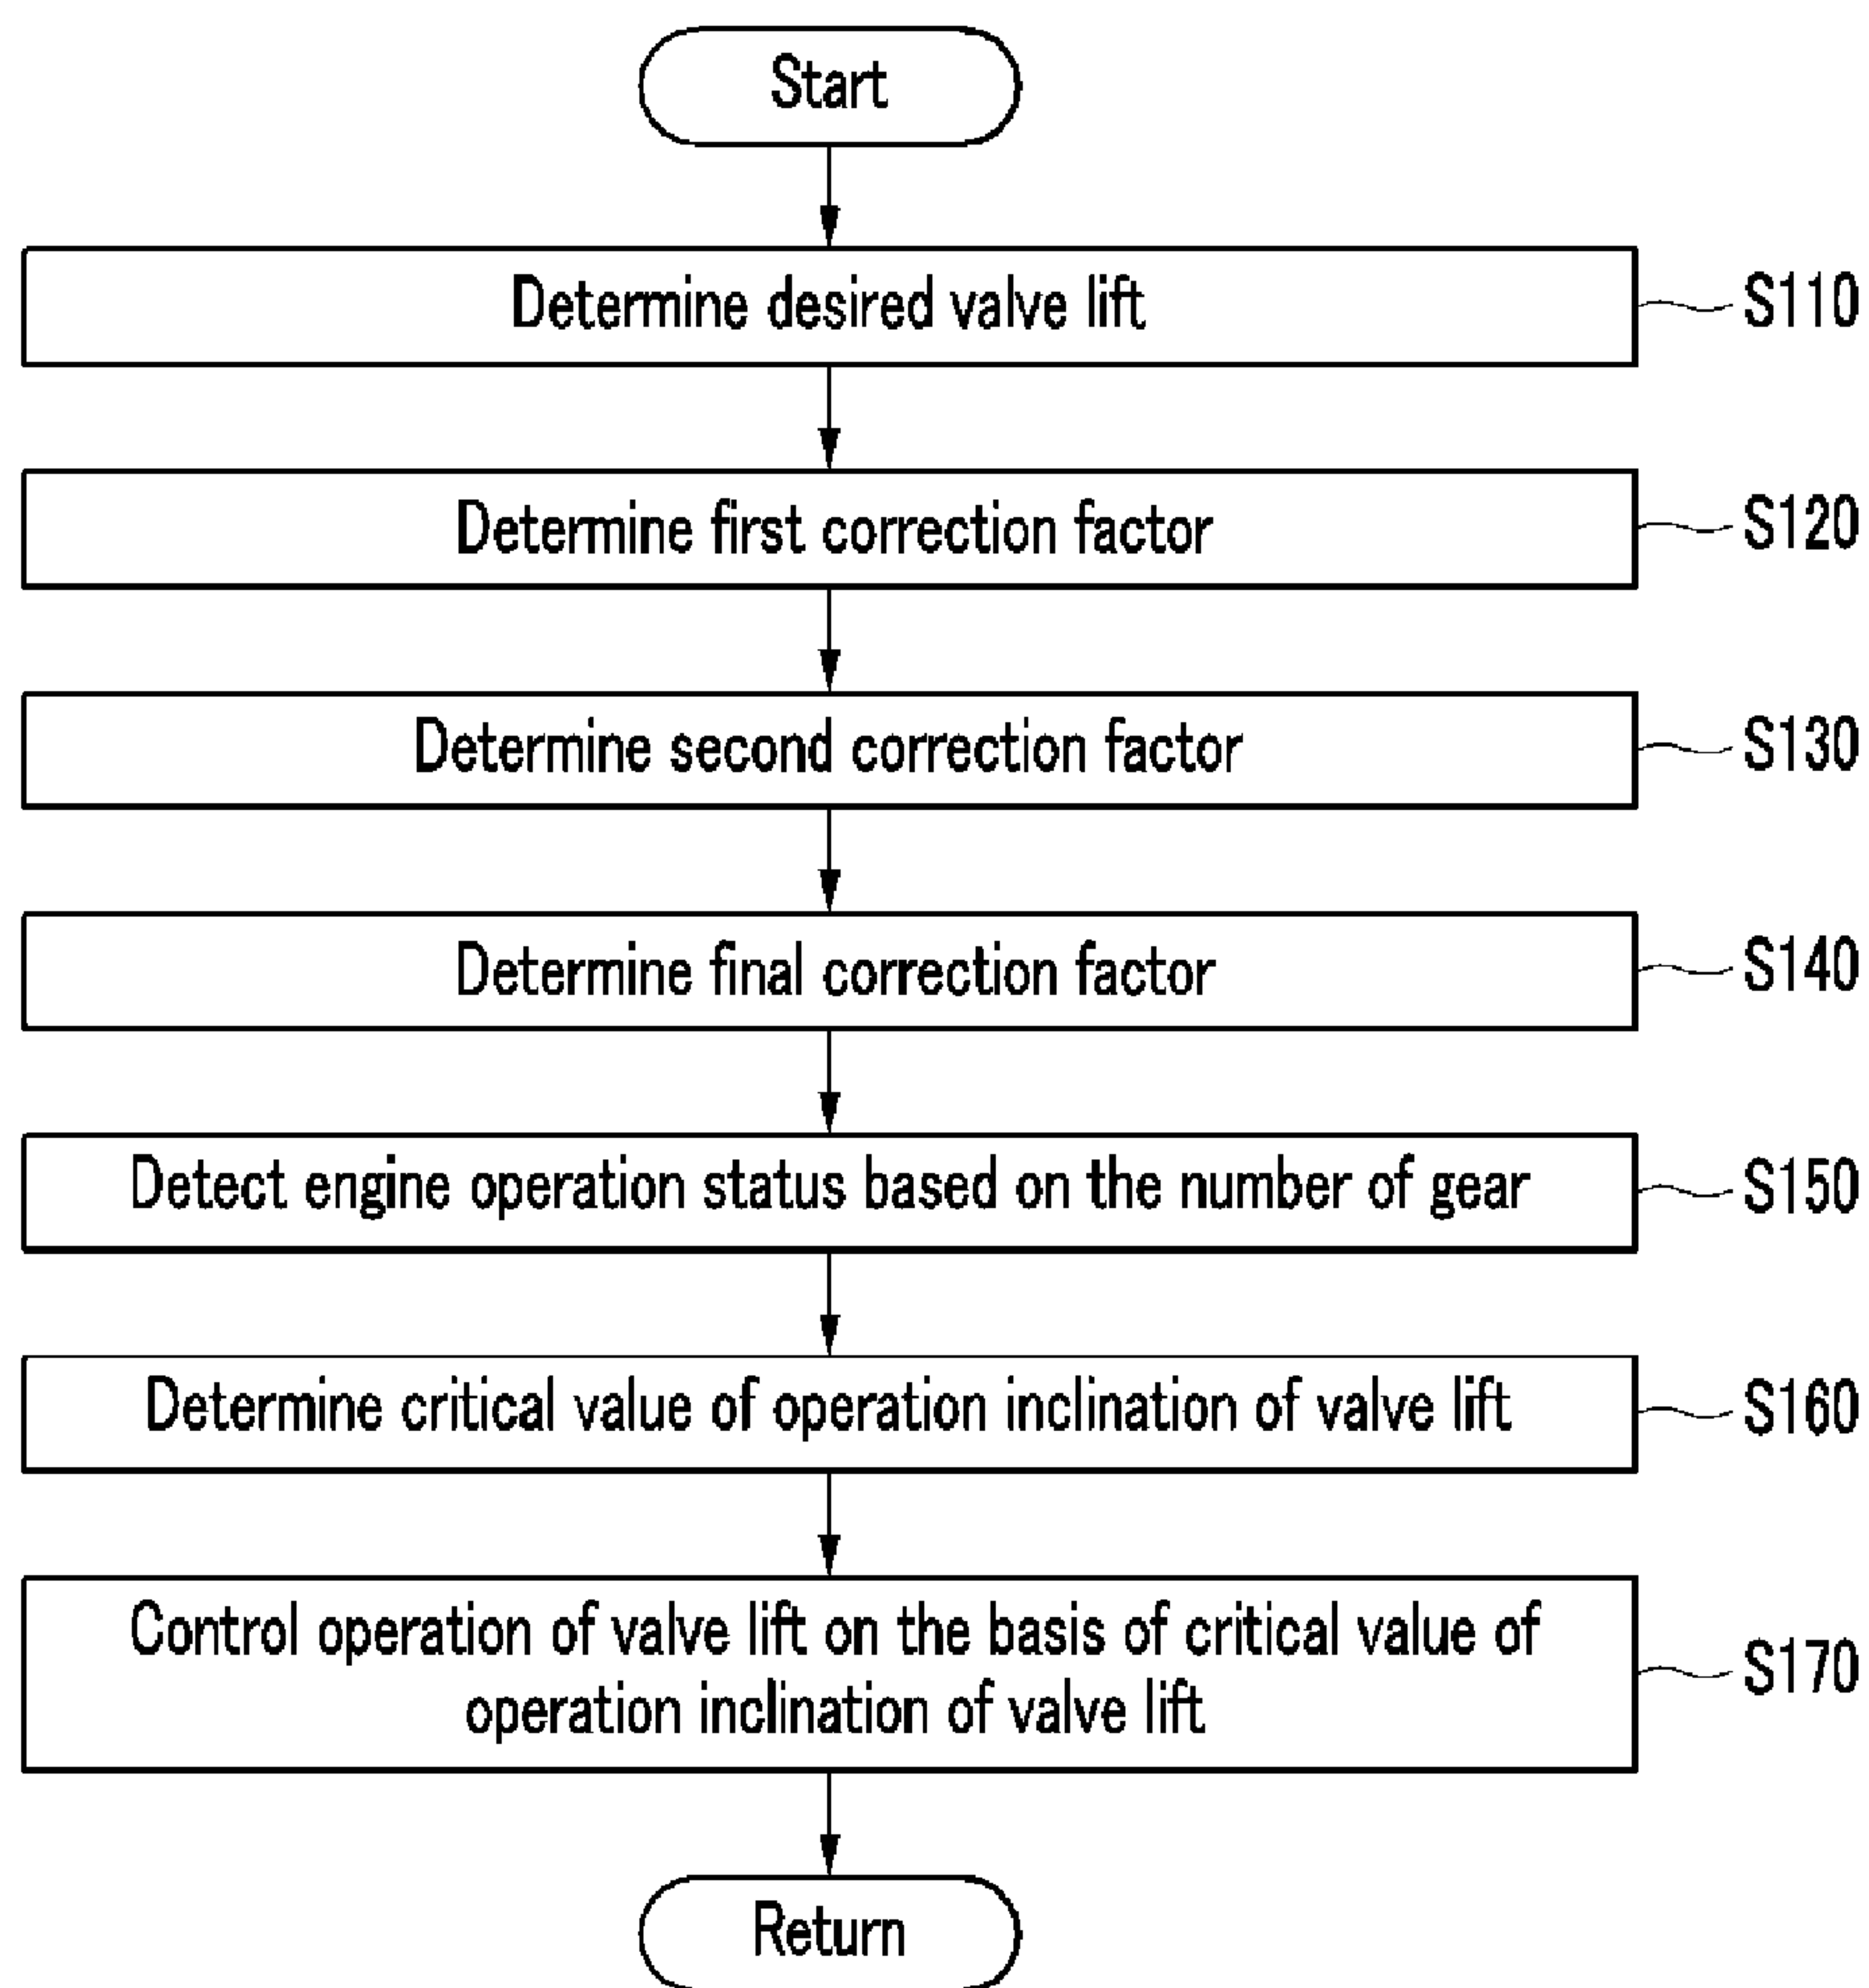 Start
Determine desired valve lift
S110
Determine first correction factor
S120
Determine second correction factor
S130
Determine final correction factor
S140
Detect engine operation status based on the number of gear
S150
Determine critical value of operation inclination of valve lift
S160
Control operation of valve lift on the basis of critical value of
operation inclination of valve lift
S170
Return